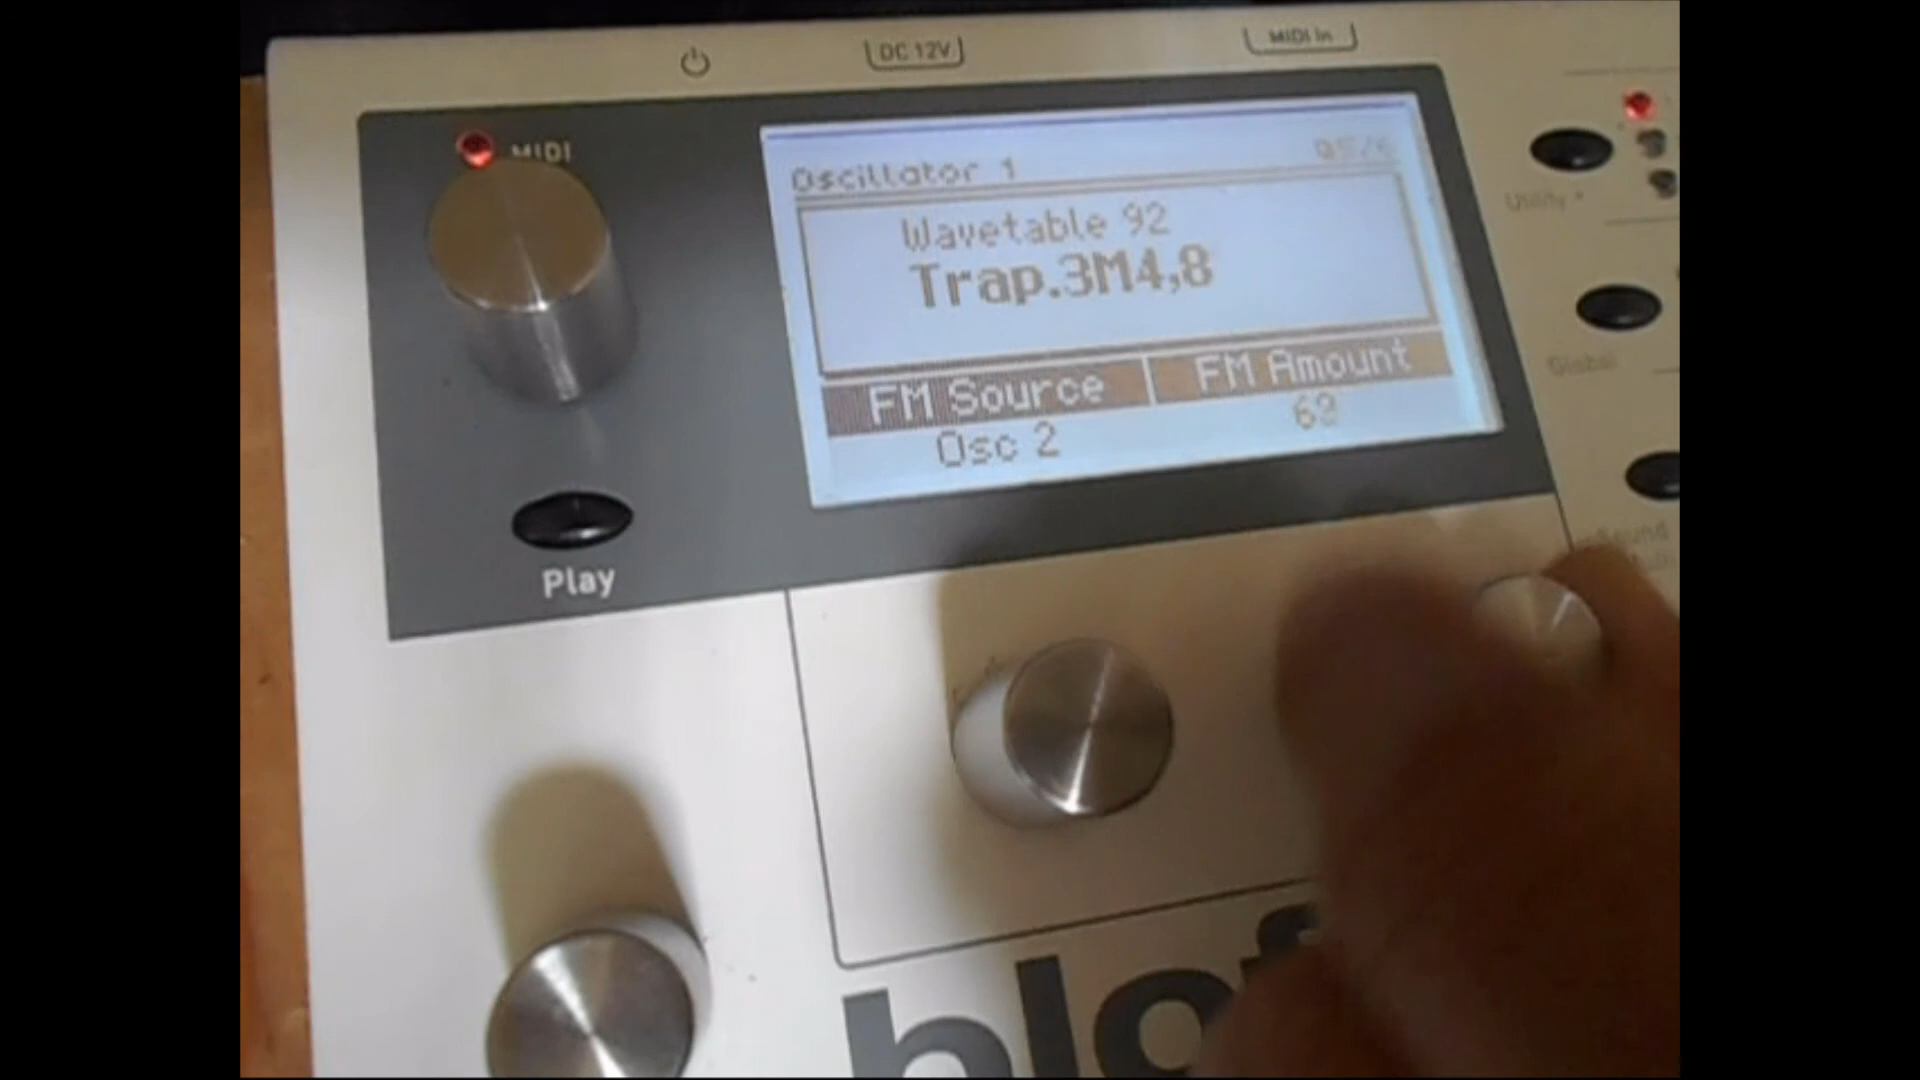 DC 12V
MIDI in
MIDI
Oscillator 1
Wavetable 92
Trap.3M4,8
FM Source
FM Amount
Osc 2
Utility
Global
Play
blof